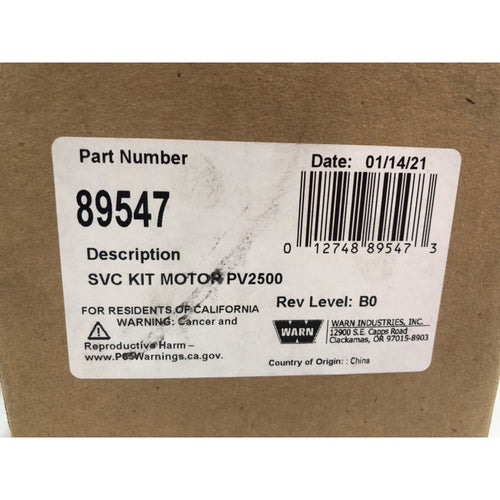 Part Number
Date: 01/14/21
89547
0 12748 89547 3
Description
SVC KIT MOTOR PV2500
Rev Level: B0
FOR RESIDENTS OF CALIFORNIA
WARNING: Cancer and
Reproductive Harm –
www.P65Warnings.ca.gov.
WARN
WARN INDUSTRIES, INC.
12900 S.E. Capps Road
Clackamas, OR 97015-8903
Country of Origin: : China